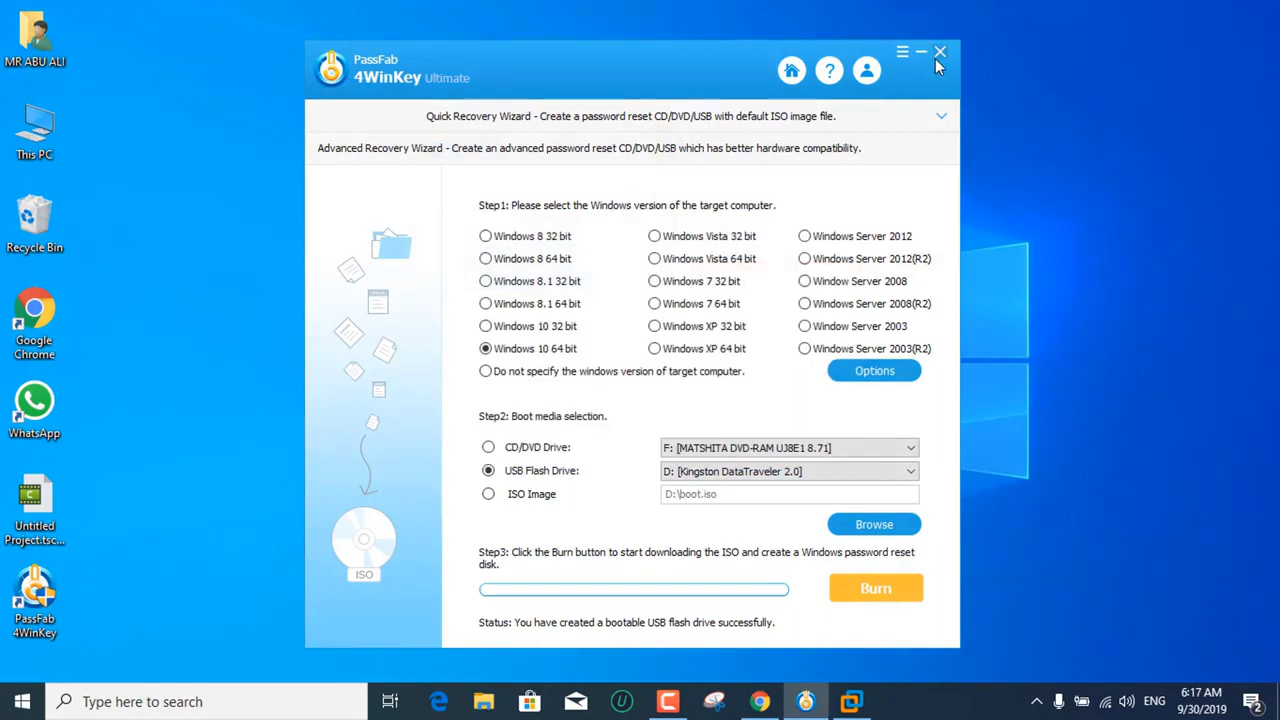 MR ABU ALI
This PC
Recycle Bin
Google
Chrome
WhatsApp
Untitled
Project.tsc...
PassFab
4WinKey
PassFab
4WinKey Ultimate
?
Quick Recovery Wizard - Create a password reset CD/DVD/USB with default ISO image file.
Advanced Recovery Wizard - Create an advanced password reset CD/DVD/USB which has better hardware compatibility.
ISO
Step1: Please select the Windows version of the target computer.
Windows 8 32 bit
Windows Vista 32 bit
Windows Server 2012
Windows 8 64 bit
Windows Vista 64 bit
Windows Server 2012(R2)
Windows 8.1 32 bit
Windows 7 32 bit
Window Server 2008
Windows 8.1 64 bit
Windows 7 64 bit
Windows Server 2008(R2)
Windows 10 32 bit
Windows XP 32 bit
Window Server 2003
Windows 10 64 bit
Windows XP 64 bit
Windows Server 2003(R2)
Do not specify the windows version of target computer.
Options
Step2: Boot media selection.
CD/DVD Drive:
F: [MATSHITA DVD-RAM UJ8E1 8.71]
USB Flash Drive:
D: [Kingston DataTraveler 2.0]
ISO Image
D:\boot.iso
Browse
Step3: Click the Burn button to start downloading the ISO and create a Windows password reset
disk.
Burn
Status: You have created a bootable USB flash drive successfully.
Type here to search
ENG
6:17 AM
9/30/2019
2